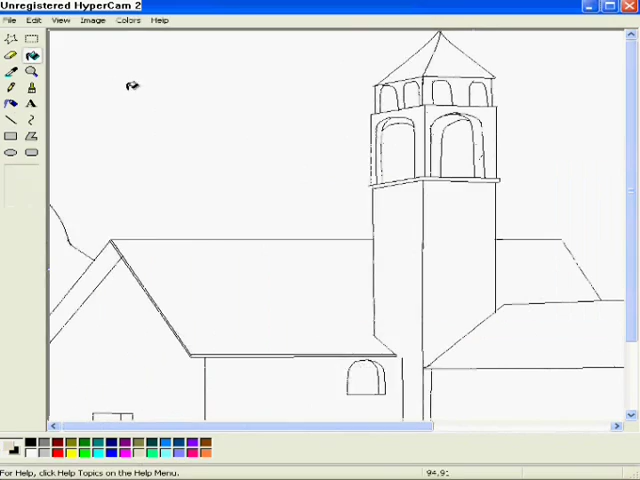 Unregistered HyperCam 2
File Edit View Image Colors Help
A
For Help, click Help Topics on the Help Menu.
94,91